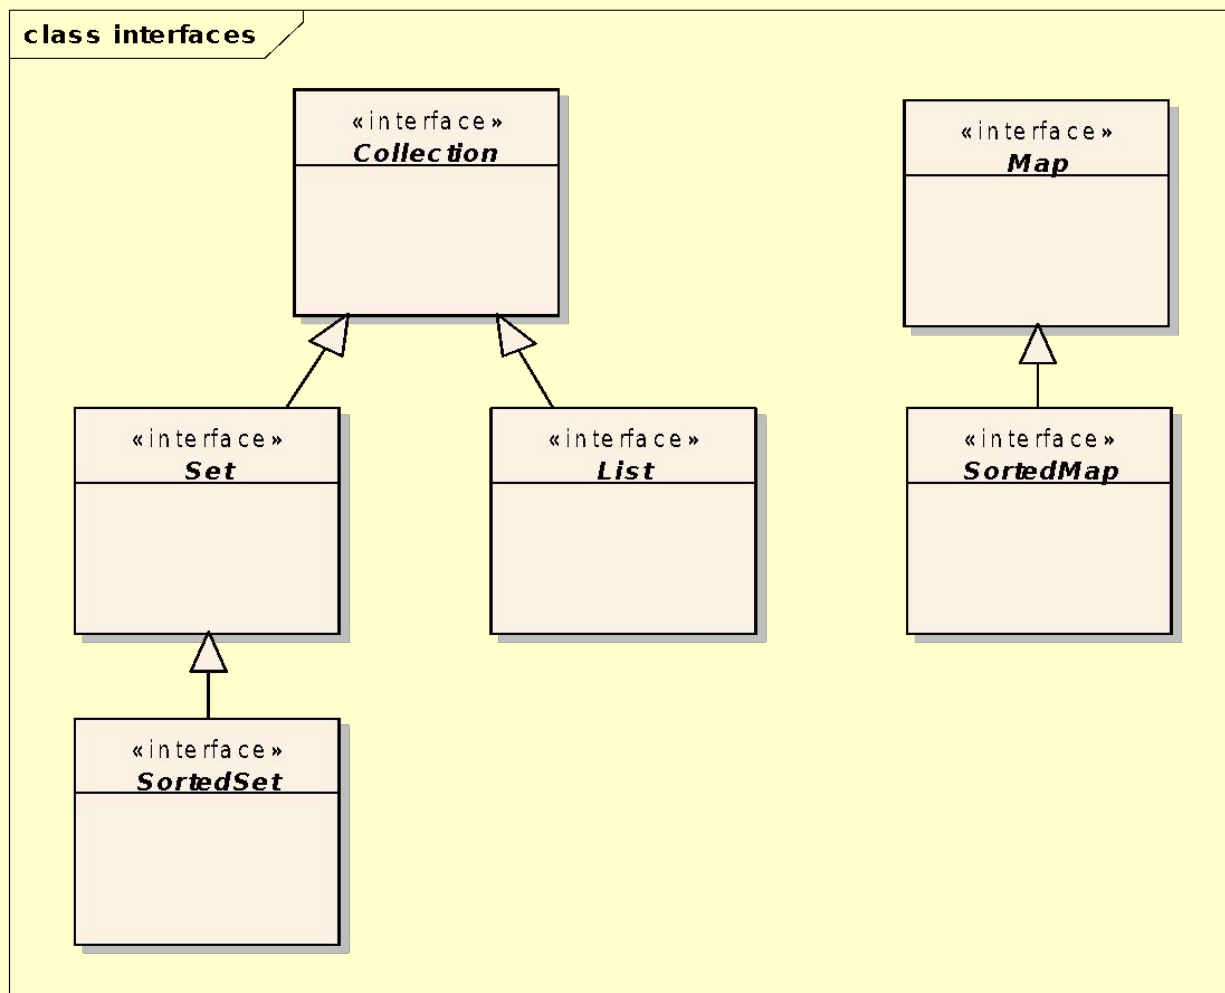 class interfaces
«interface»
Collection
«interface»
Map
«interface»
Set
«interface»
List
«interface»
SortedMap
«interface»
SortedSet